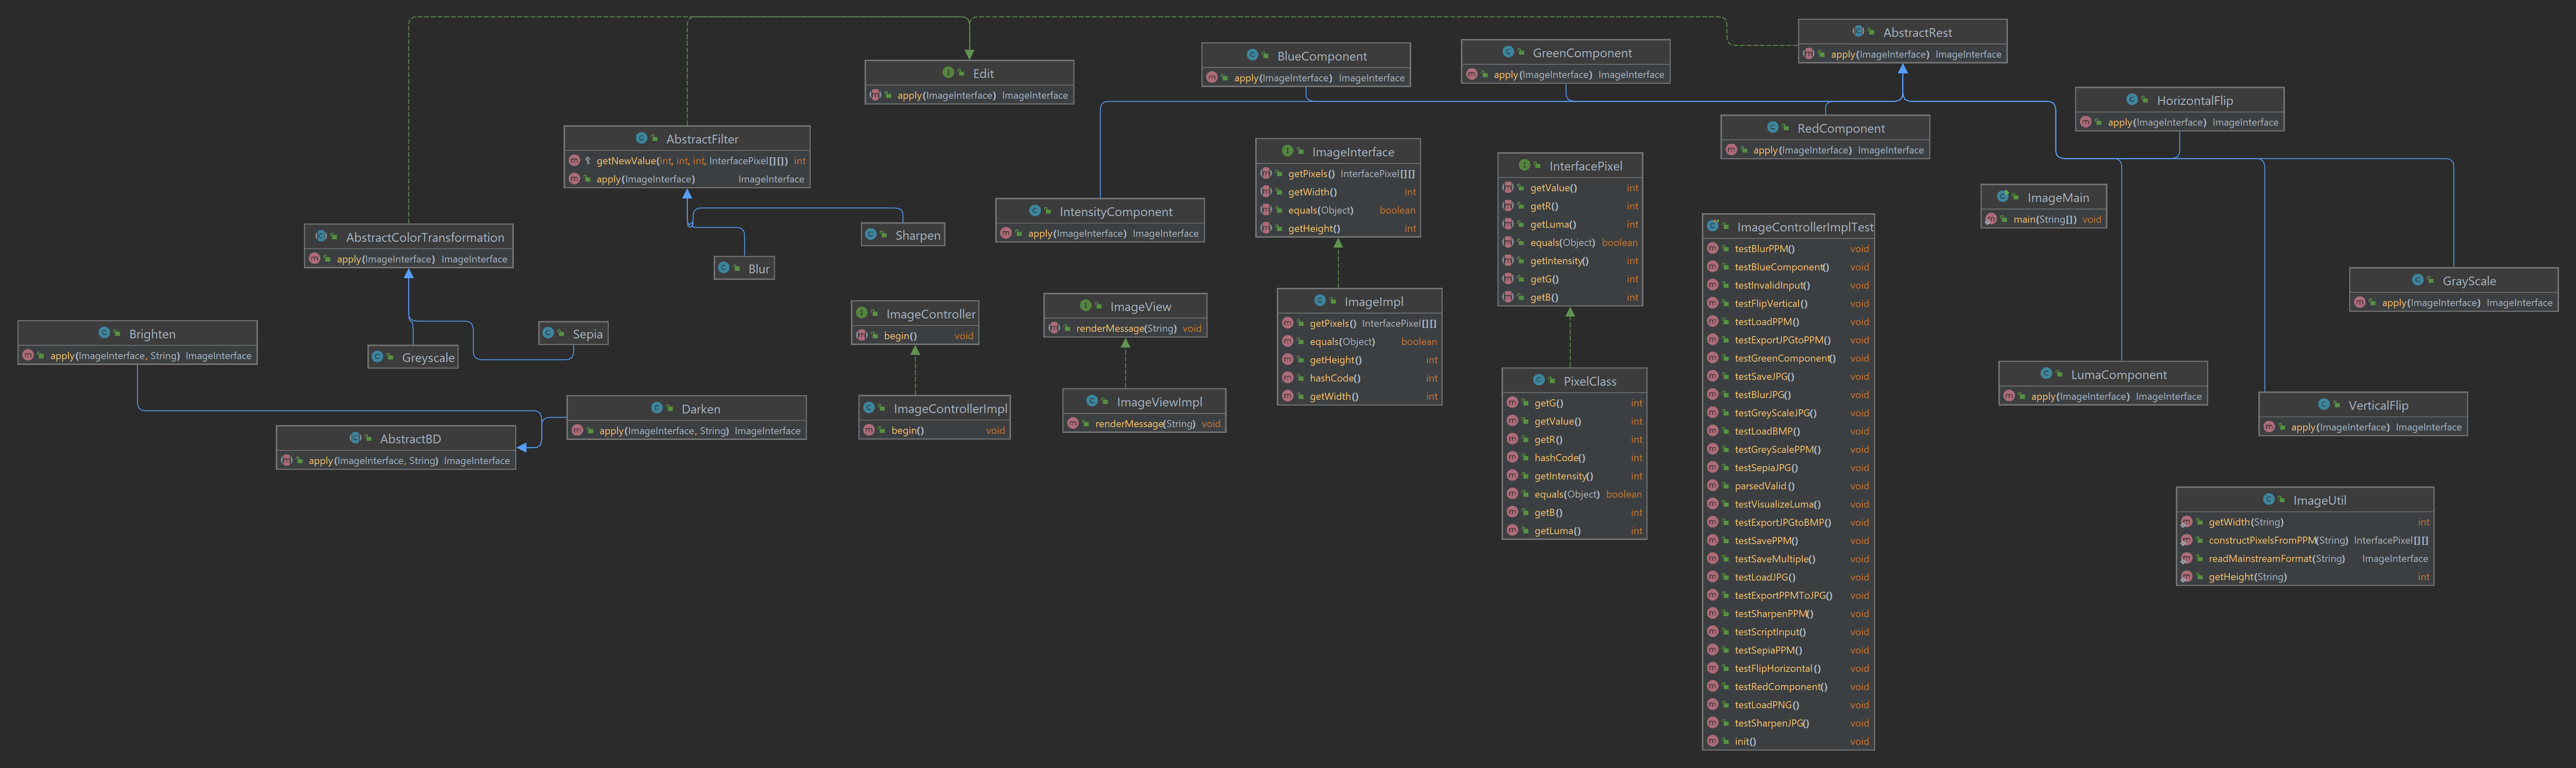 AbstractRest
apply(ImageInterface) ImageInterface
BlueComponent
apply(ImageInterface) ImageInterface
GreenComponent
apply(ImageInterface) ImageInterface
Edit
apply(ImageInterface) ImageInterface
HorizontalFlip
apply(ImageInterface) ImageInterface
RedComponent
apply(ImageInterface) ImageInterface
AbstractFilter
getNewValue(int, int, int, InterfacePixel[][]) int
apply(ImageInterface) ImageInterface
ImageInterface
getPixels() InterfacePixel[][]
getWidth() int
equals(Object) boolean
getHeight() int
InterfacePixel
getValue() int
getR() int
getLuma() int
equals(Object) boolean
getIntensity() int
getG() int
getB() int
ImageMain
main(String[]) void
IntensityComponent
apply(ImageInterface) ImageInterface
AbstractColorTransformation
apply(ImageInterface) ImageInterface
Sharpen
Blur
ImageControllerImplTest
testBlurPPM() void
testBlueComponent() void
testInvalidInput() void
testFlipVertical() void
testLoadPPM() void
testExportJPGtoPPM() void
testGreenComponent() void
testSaveJPG() void
testBlurJPG() void
testGreyScaleJPG() void
testLoadBMP() void
testGreyScalePPM() void
testSepiaJPG() void
parsedValid() void
testVisualizeLuma() void
testExportJPGtoBMP() void
testSavePPM() void
testSaveMultiple() void
testLoadJPG() void
testExportPPMToJPG() void
testSharpenPPM() void
testScriptInput() void
testSepiaPPM() void
testFlipHorizontal() void
testRedComponent() void
testLoadPNG() void
testSharpenJPG() void
init() void
GrayScale
apply(ImageInterface) ImageInterface
ImageImpl
getPixels() InterfacePixel[][]
equals(Object) boolean
getHeight() int
hashCode() int
getWidth() int
ImageView
renderMessage(String) void
ImageController
begin() void
Brighten
apply(ImageInterface, String) ImageInterface
Sepia
Greyscale
LumaComponent
apply(ImageInterface) ImageInterface
PixelClass
getG() int
getValue() int
getR() int
hashCode() int
getIntensity() int
equals(Object) boolean
getB() int
getLuma() int
ImageViewImpl
renderMessage(String) void
VerticalFlip
apply(ImageInterface) ImageInterface
Darken
apply(ImageInterface, String) ImageInterface
ImageControllerImpl
begin() void
AbstractBD
apply(ImageInterface, String) ImageInterface
ImageUtil
getWidth(String) int
constructPixelsFromPPM(String) InterfacePixel[][]
readMainstreamFormat(String) ImageInterface
getHeight(String) int